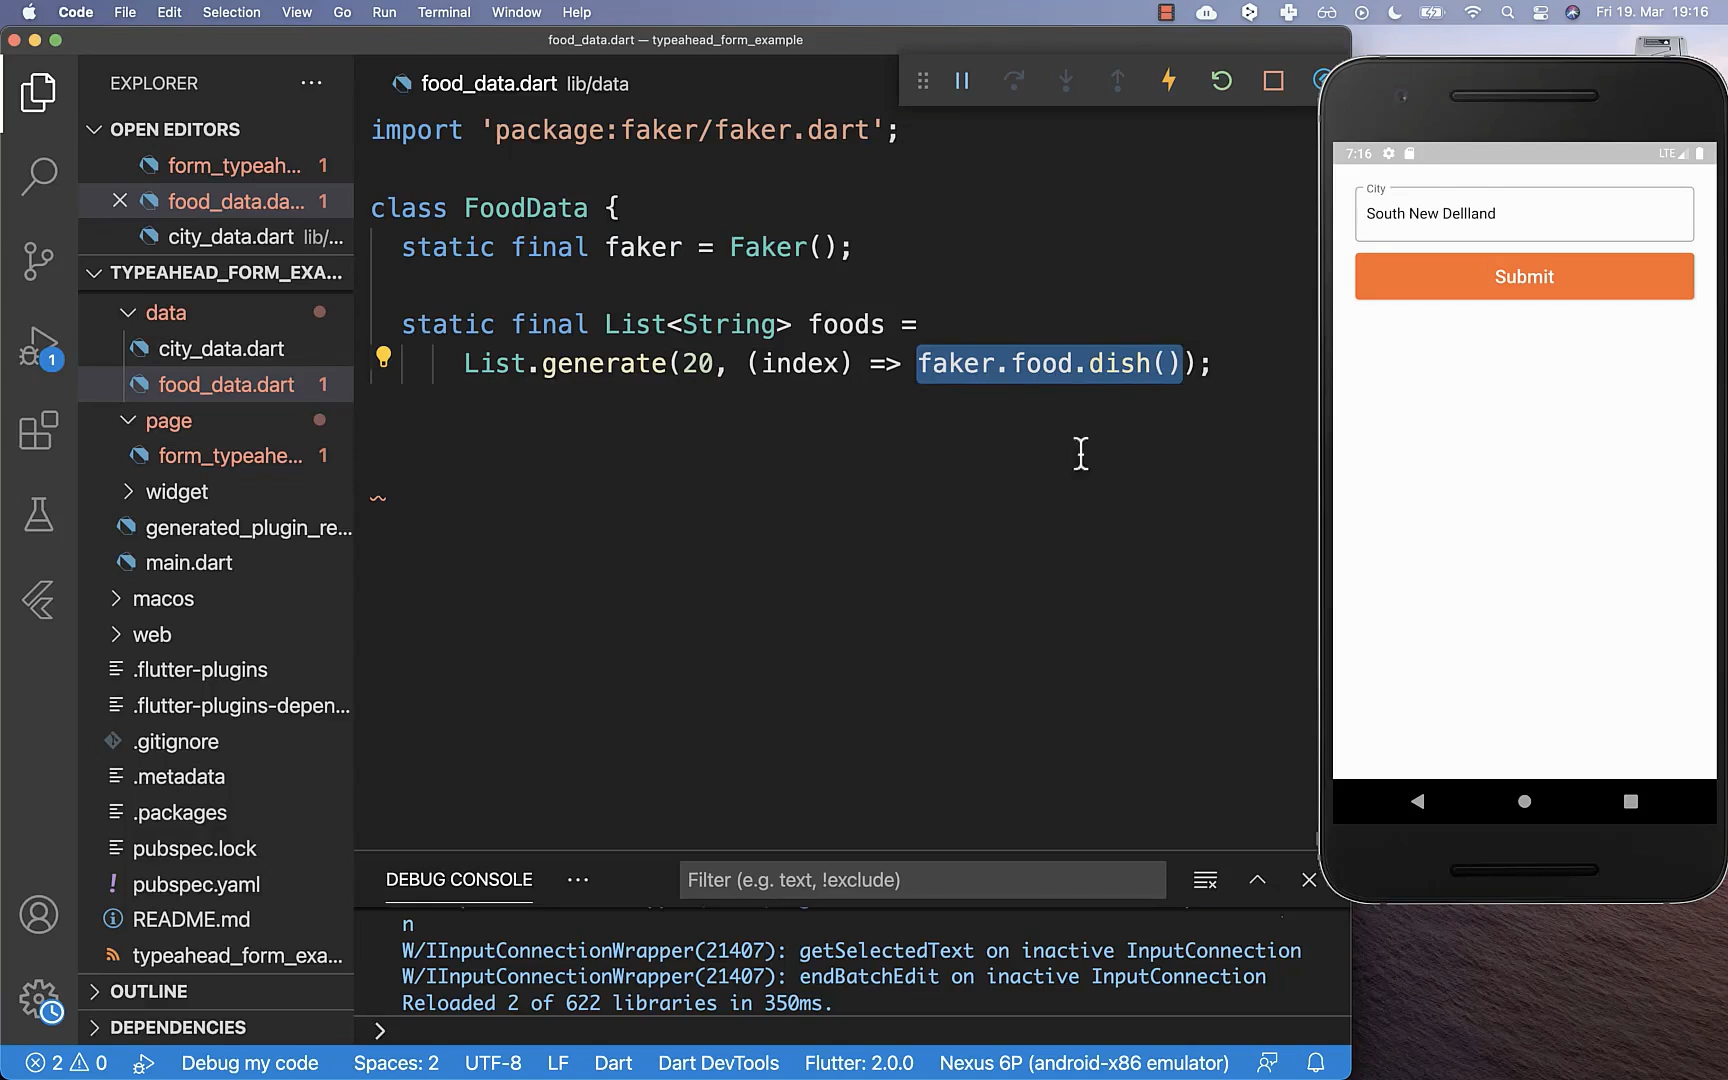 Code File Edit Selection View Go Run Terminal Window Help Fri 19. Mar 19:16
food_data.dart — typeahead_form_example
EXPLORER
OPEN EDITORS
form_typeah... 1
food_data.da... 1
city_data.dart lib/...
TYPEAHEAD_FORM_EXA...
data
city_data.dart
food_data.dart 1
page
form_typeahe... 1
widget
generated_plugin_re...
main.dart
macos
web
.flutter-plugins
.flutter-plugins-depen...
.gitignore
.metadata
.packages
pubspec.lock
pubspec.yaml
README.md
typeahead_form_exa...
OUTLINE
DEPENDENCIES
1
food_data.dart lib/data
import 'package:faker/faker.dart';
class FoodData {
static final faker = Faker();
static final List<String> foods =
List.generate(20, (index) => faker.food.dish());
DEBUG CONSOLE
Filter (e.g. text, !exclude)
n
W/IInputConnectionWrapper(21407): getSelectedText on inactive InputConnection
W/IInputConnectionWrapper(21407): endBatchEdit on inactive InputConnection
Reloaded 2 of 622 libraries in 350ms.
>
2 0 Debug my code Spaces: 2 UTF-8 LF Dart Dart DevTools Flutter: 2.0.0 Nexus 6P (android-x86 emulator)
7:16 LTE
City
South New Dellland
Submit